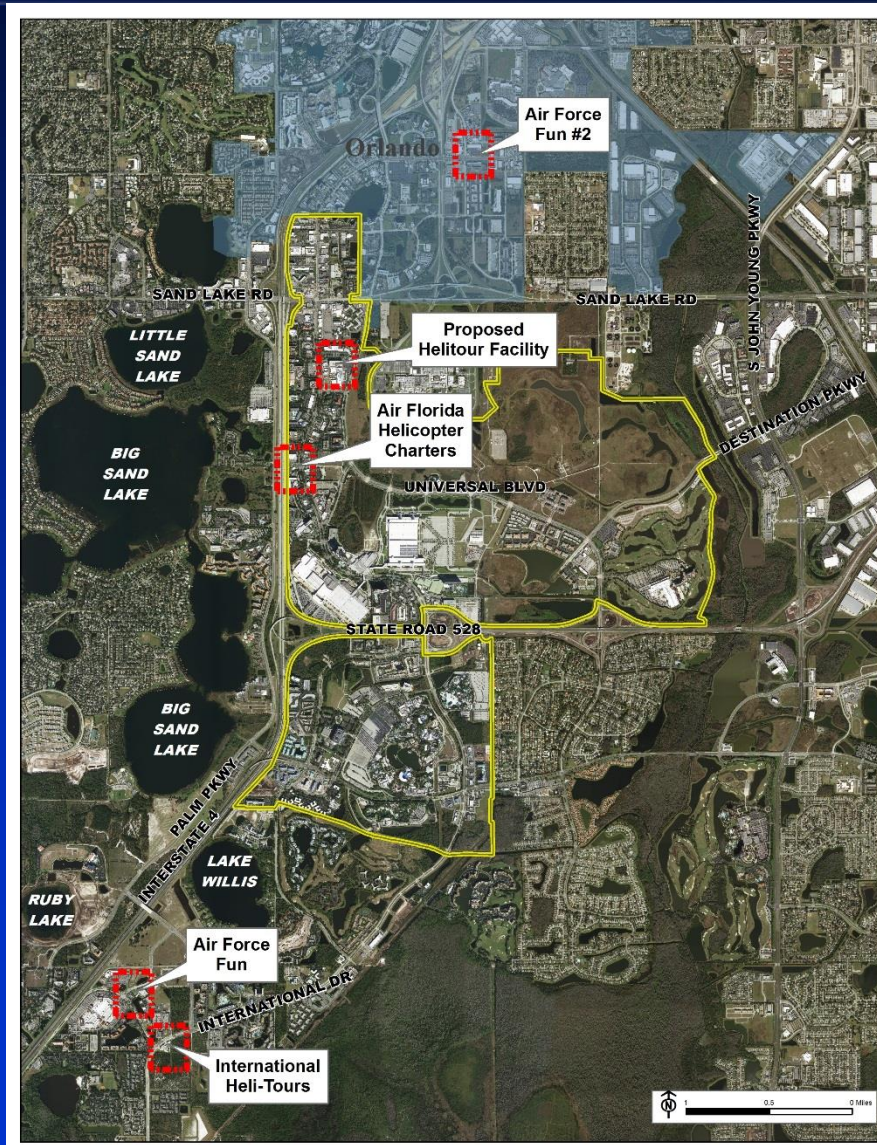 Air Force
Fun #2
Orlando
S JOHN YOUNG PKWY
SAND LAKE RD
SAND LAKE RD
Proposed
Helitour Facility
LITTLE
SAND
LAKE
Air Florida
Helicopter
Charters
DESTINATION PKWY
BIG
SAND
LAKE
UNIVERSAL BLVD
STATE ROAD 528
BIG
SAND
LAKE
PALM PKWY
INTERSTATE 4
LAKE
WILLIS
RUBY
LAKE
Air Force
Fun
INTERNATIONAL DR
International
Heli-Tours
N
1 0.5 0 Miles